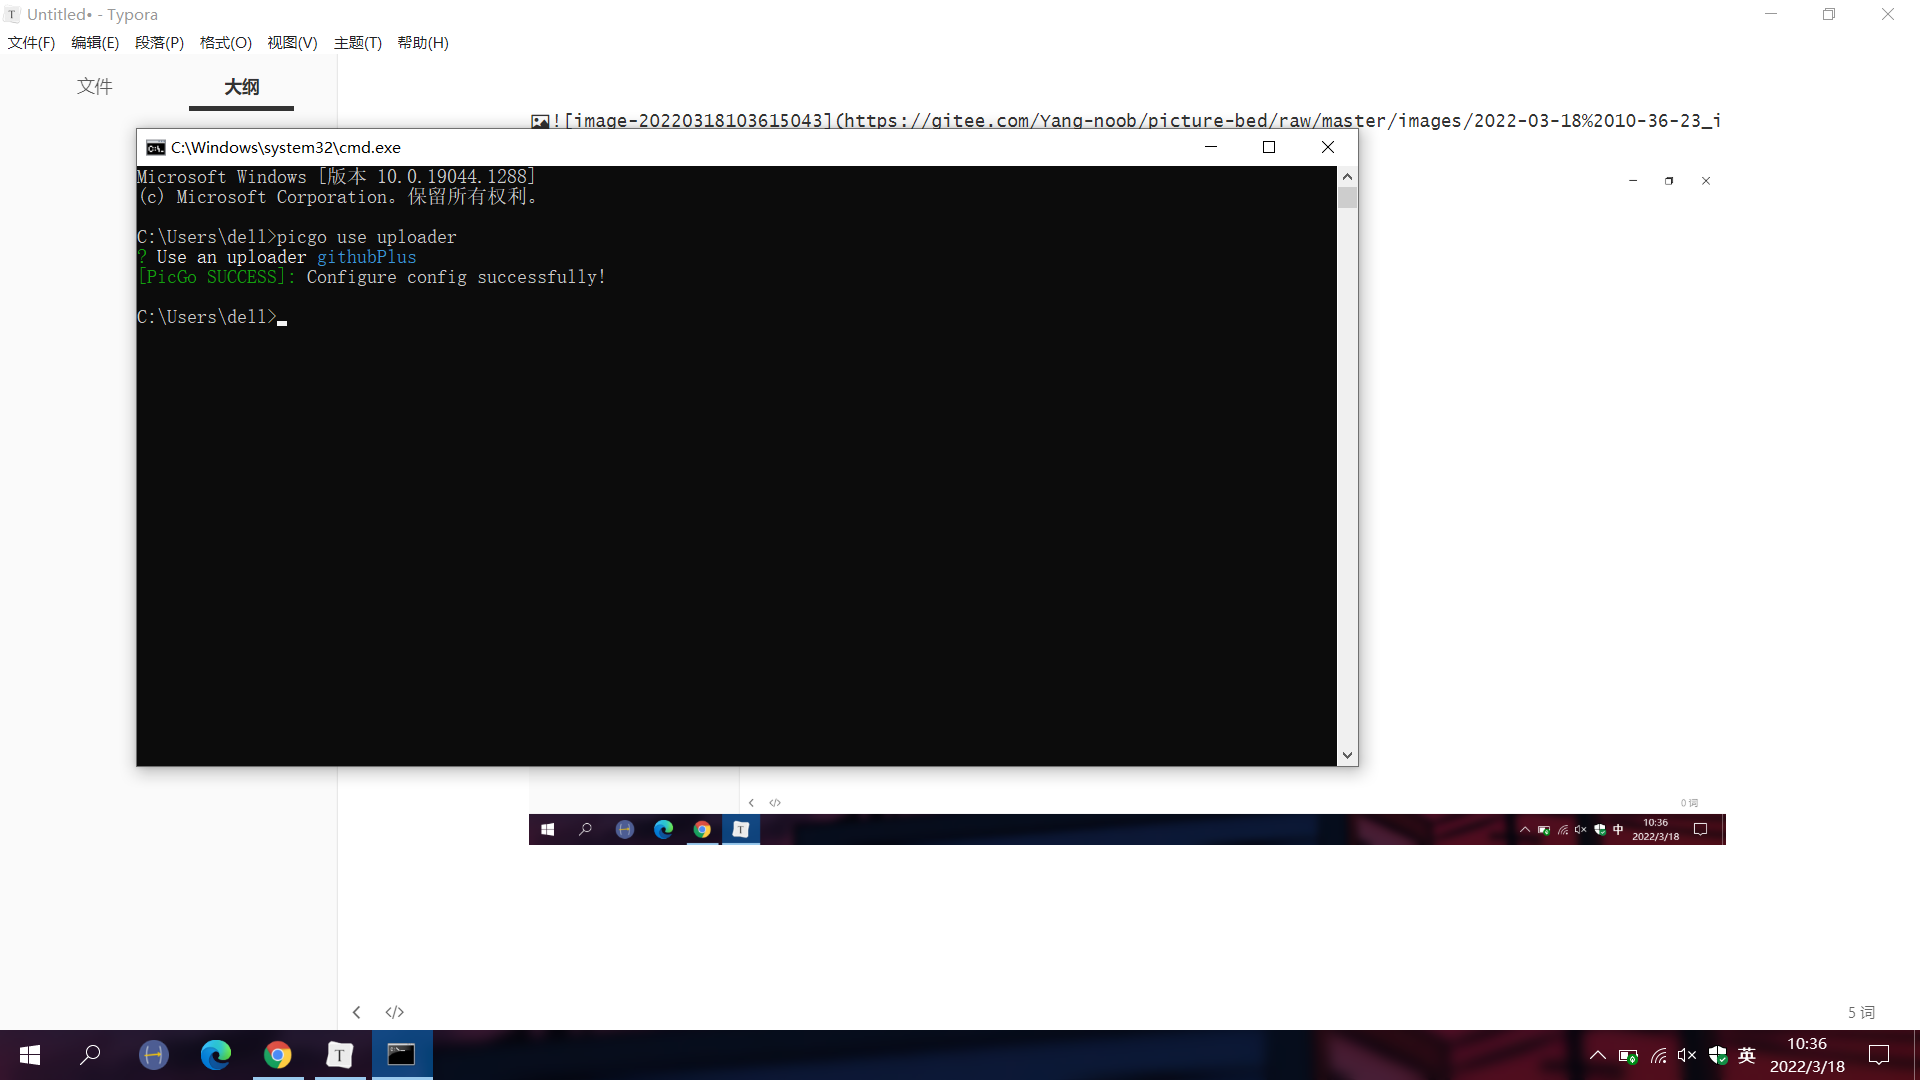 Untitled• - Typora
文件(F) 编辑(E) 段落(P) 格式(O) 视图(V) 主题(T) 帮助(H)
文件 大纲
![image-20220318103615043](https://gitee.com/Yang-noob/picture-bed/raw/master/images/2022-03-18%2010-36-23_i
C:\Windows\system32\cmd.exe
Microsoft Windows [版本 10.0.19044.1288]
(c) Microsoft Corporation。保留所有权利。
C:\Users\dell>picgo use uploader
? Use an uploader githubPlus
[PicGo SUCCESS]: Configure config successfully!
C:\Users\dell>
0 词
中
10:36
2022/3/18
5 词
英
10:36
2022/3/18